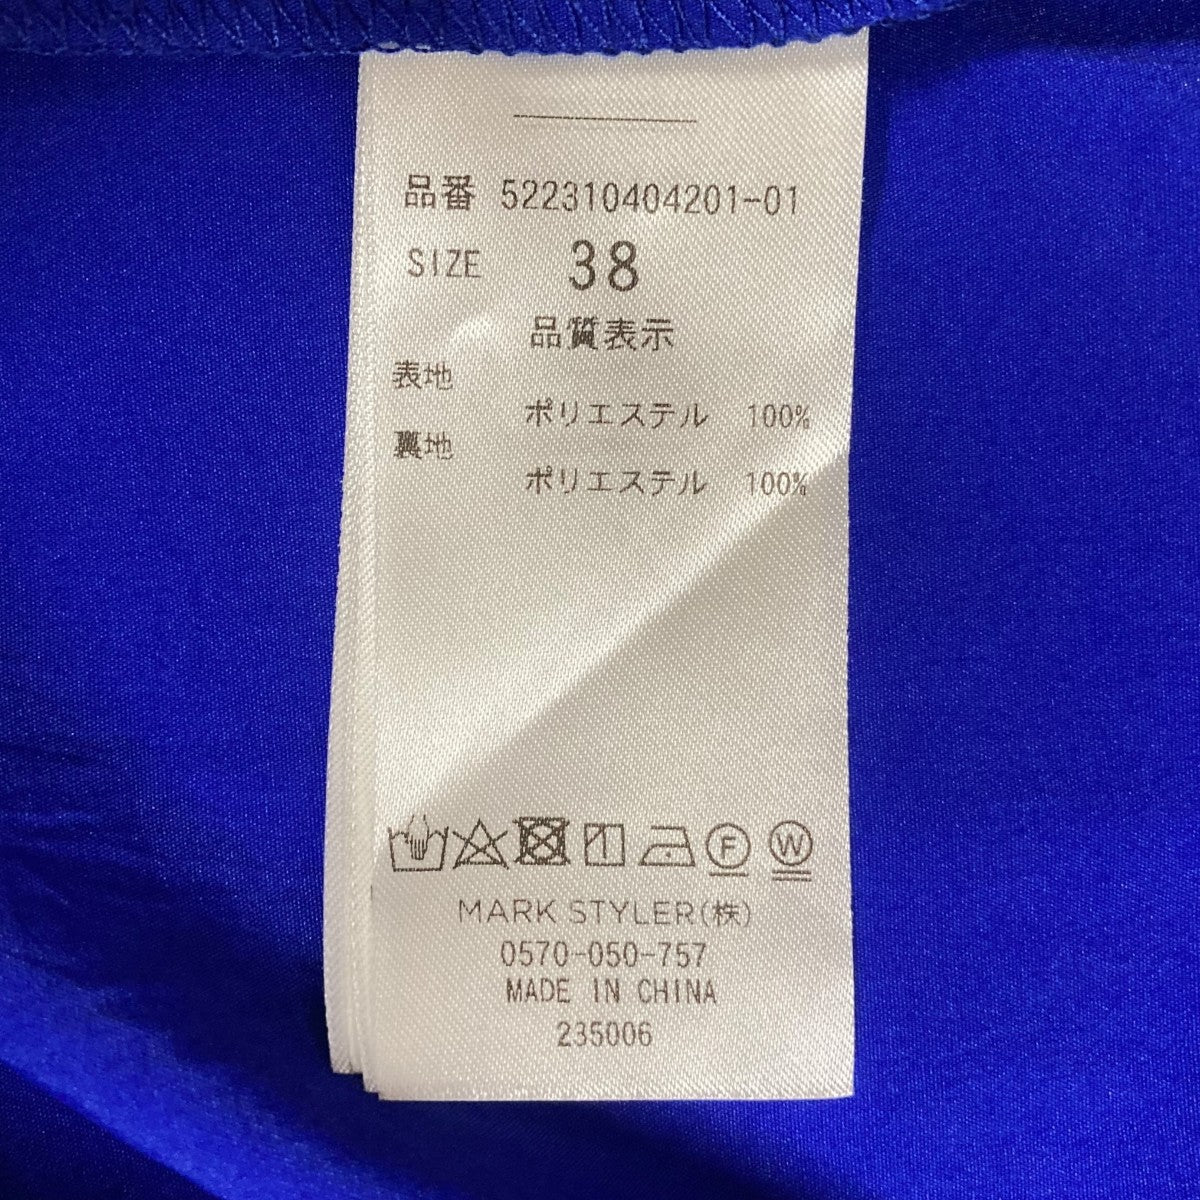 品番 522310404201-01
SIZE 38
品質表示
表地
ポリエステル 100%
裏地
ポリエステル 100%
F W
MARK STYLER(株)
0570-050-757
MADE IN CHINA
235006